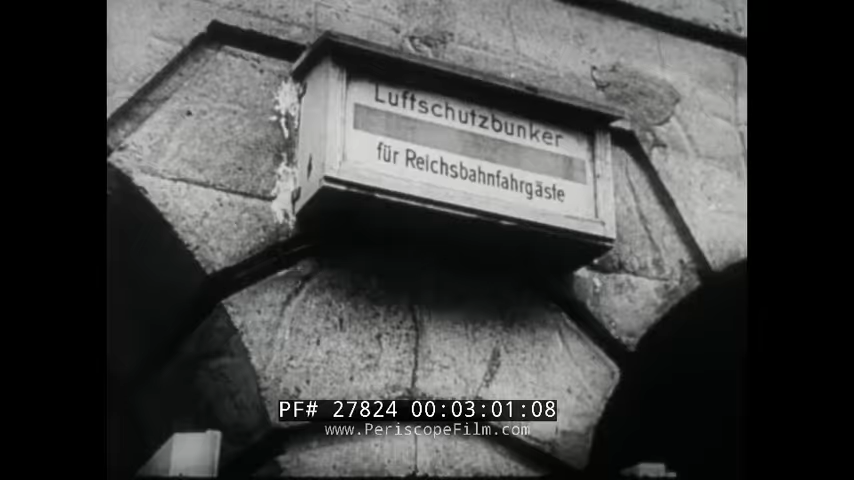 Luftschutzbunker
für Reichsbahnfahrgäste
PF# 27824 00:03:01:08
www.PeriscopeFilm.com